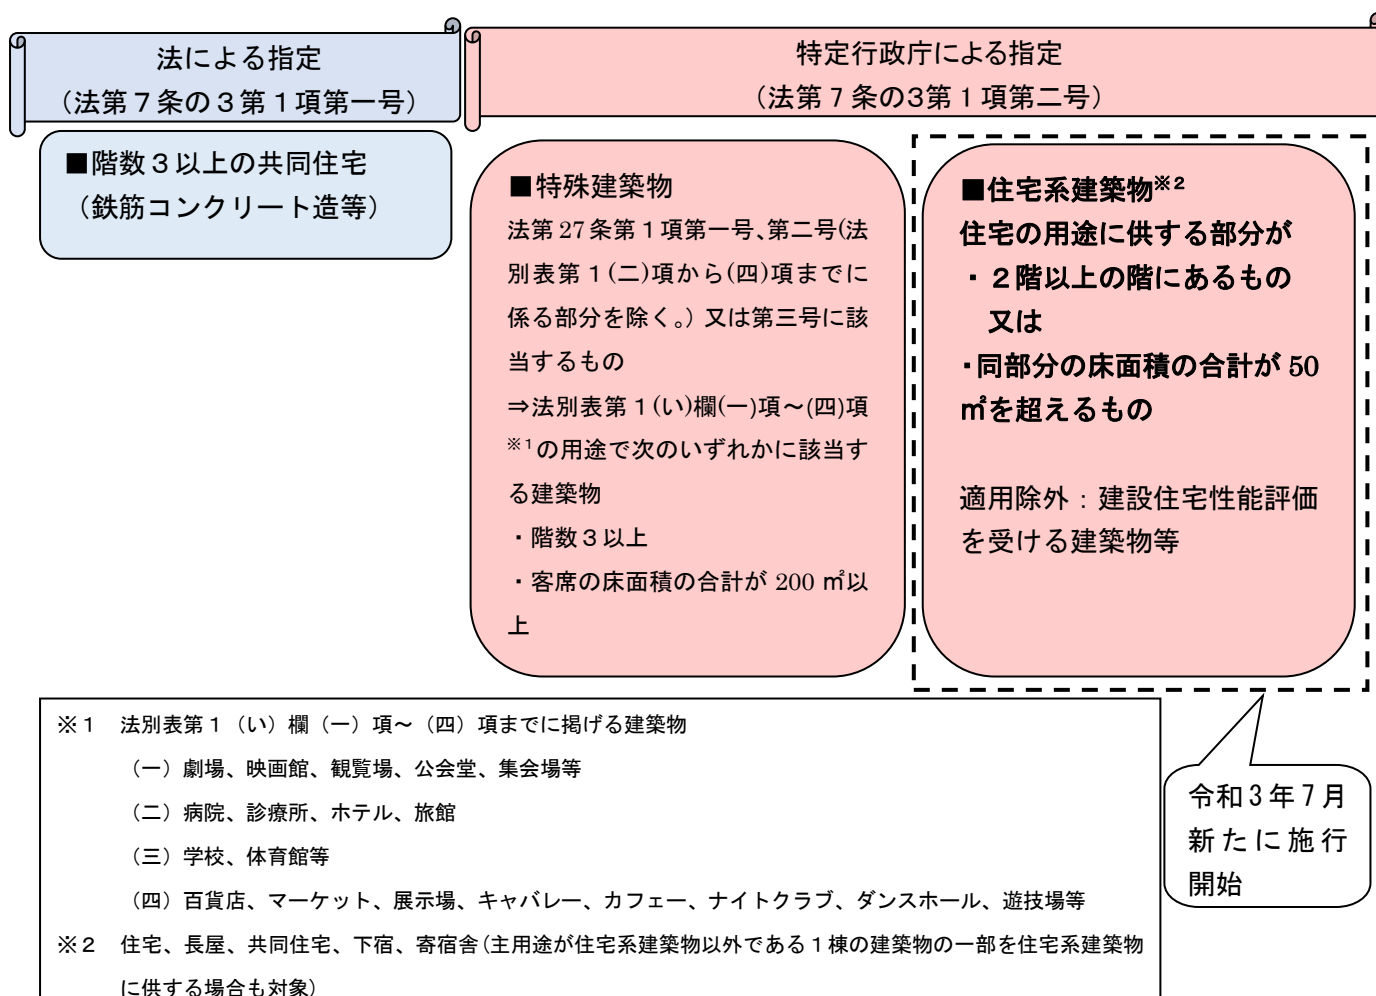 法による指定
（法第７条の３第１項第一号）
特定行政庁による指定
（法第７条の3第１項第二号）
■階数３以上の共同住宅
（鉄筋コンクリート造等）
■特殊建築物
法第27条第１項第一号、第二号(法
別表第１(二)項から(四)項までに
係る部分を除く。）又は第三号に該
当するもの
⇒法別表第１(い)欄(一)項～(四)項
※１の用途で次のいずれかに該当す
る建築物
・階数３以上
・客席の床面積の合計が 200 ㎡以
上
■住宅系建築物※２
住宅の用途に供する部分が
・２階以上の階にあるもの
又は
・同部分の床面積の合計が 50
㎡を超えるもの
適用除外：建設住宅性能評価
を受ける建築物等
令和3年7月
新たに施行
開始
※１　法別表第１（い）欄（一）項～（四）項までに掲げる建築物
（一）劇場、映画館、観覧場、公会堂、集会場等
（二）病院、診療所、ホテル、旅館
（三）学校、体育館等
（四）百貨店、マーケット、展示場、キャバレー、カフェー、ナイトクラブ、ダンスホール、遊技場等
※２　住宅、長屋、共同住宅、下宿、寄宿舎(主用途が住宅系建築物以外である１棟の建築物の一部を住宅系建築物
に供する場合も対象)